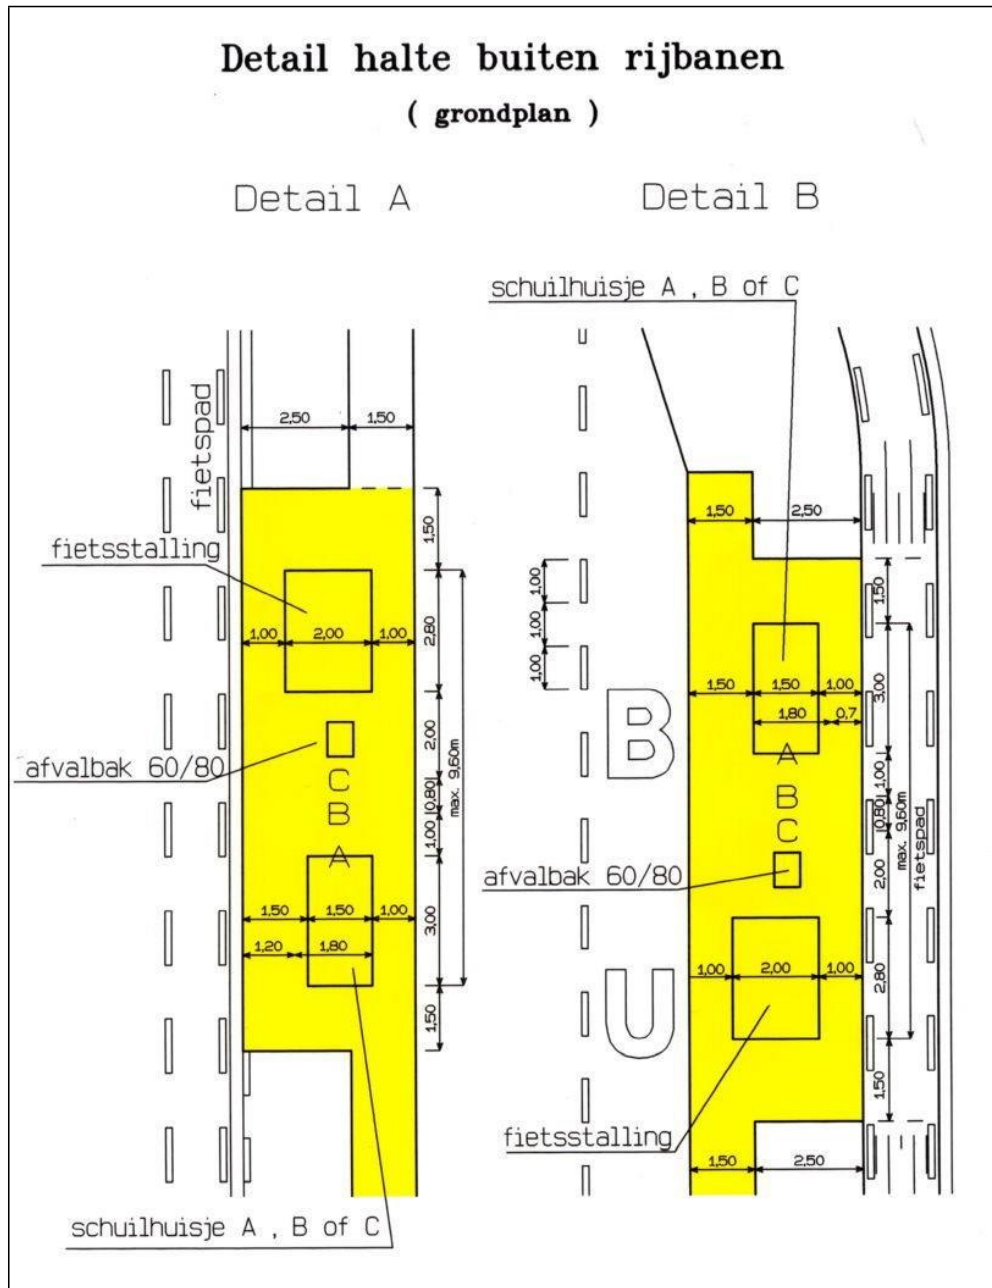 Detail halte buiten rijbanen
( grondplan )
Detail A
Detail B
schuilhuisje A , B of C
fietspad
2,50
1,50
1,50
fietsstalling
1,00
2,00
1,00
2,80
2,00
afvalbak 60/80
C
B
A
0,80
1,00
max. 9,60m
1,50
1,50
1,00
3,00
1,20
1,80
1,50
schuilhuisje A , B of C
1,50
2,50
1,50
1,00
1,00
1,00
1,50
1,50
1,00
3,00
1,80
0,7
B
A
B
C
1,00
0,80
max. 9,60m
fietspad
afvalbak 60/80
2,00
U
1,00
2,00
1,00
2,80
fietsstalling
1,50
1,50
2,50